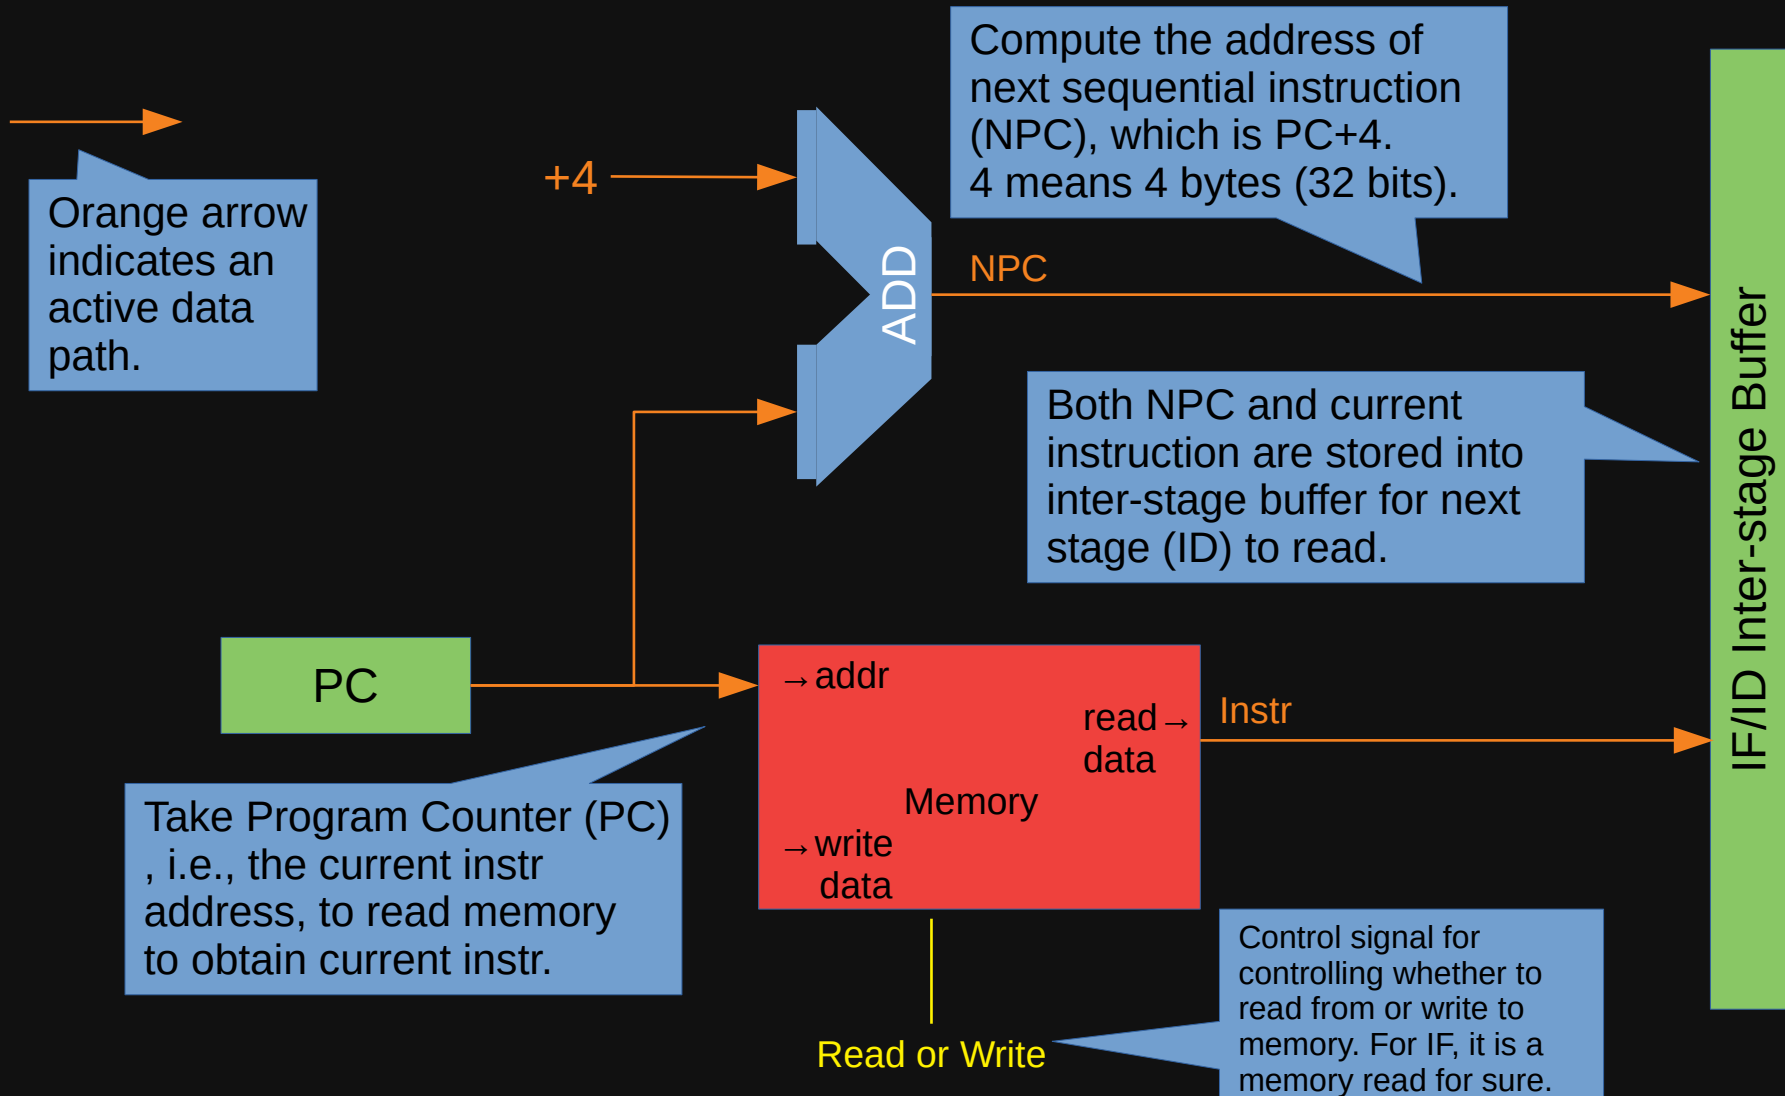 Compute the address of
next sequential instruction
(NPC), which is PC+4.
4 means 4 bytes (32 bits).
+4
Orange arrow
indicates an
active data
path.
ADD
NPC
Both NPC and current
instruction are stored into
inter-stage buffer for next
stage (ID) to read.
IF/ID Inter-stage Buffer
PC
→addr
read→
data
Instr
Memory
→write
data
Take Program Counter (PC)
, i.e., the current instr
address, to read memory
to obtain current instr.
Read or Write
Control signal for
controlling whether to
read from or write to
memory. For IF, it is a
memory read for sure.